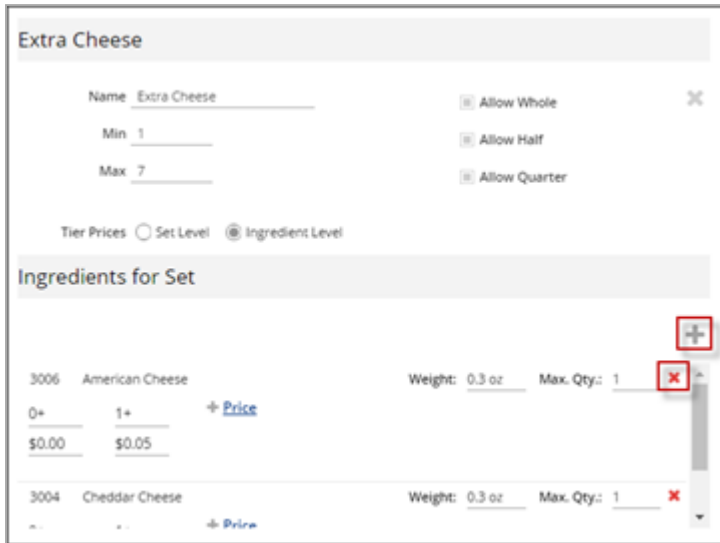 Extra Cheese
Name Extra Cheese
Allow Whole
Min 1
Allow Half
Max 7
Allow Quarter
Tier Prices Set Level Ingredient Level
Ingredients for Set
3006 American Cheese Weight: 0.3 oz Max. Qty.: 1
0+ 1+ + Price
$0.00 $0.05
3004 Cheddar Cheese Weight: 0.3 oz Max. Qty.: 1
+ Price